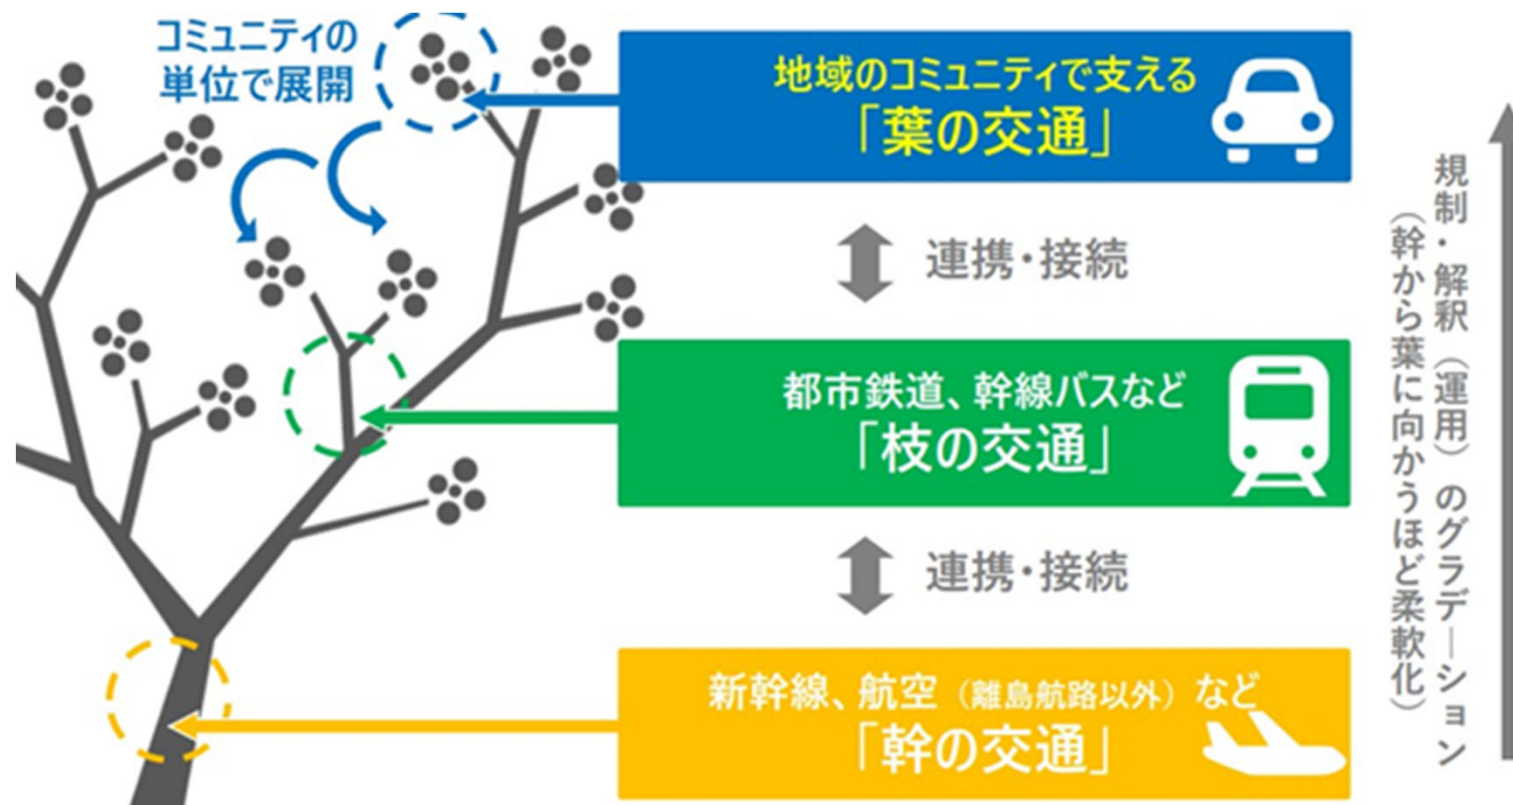 コミュニティの
単位で展開
地域のコミュニティで支える
「葉の交通」
連携・接続
都市鉄道、幹線バスなど
「枝の交通」
連携・接続
新幹線、航空（離島航路以外）など
「幹の交通」
規制・解釈（運用）のグラデーション
（幹から葉に向かうほど柔軟化）